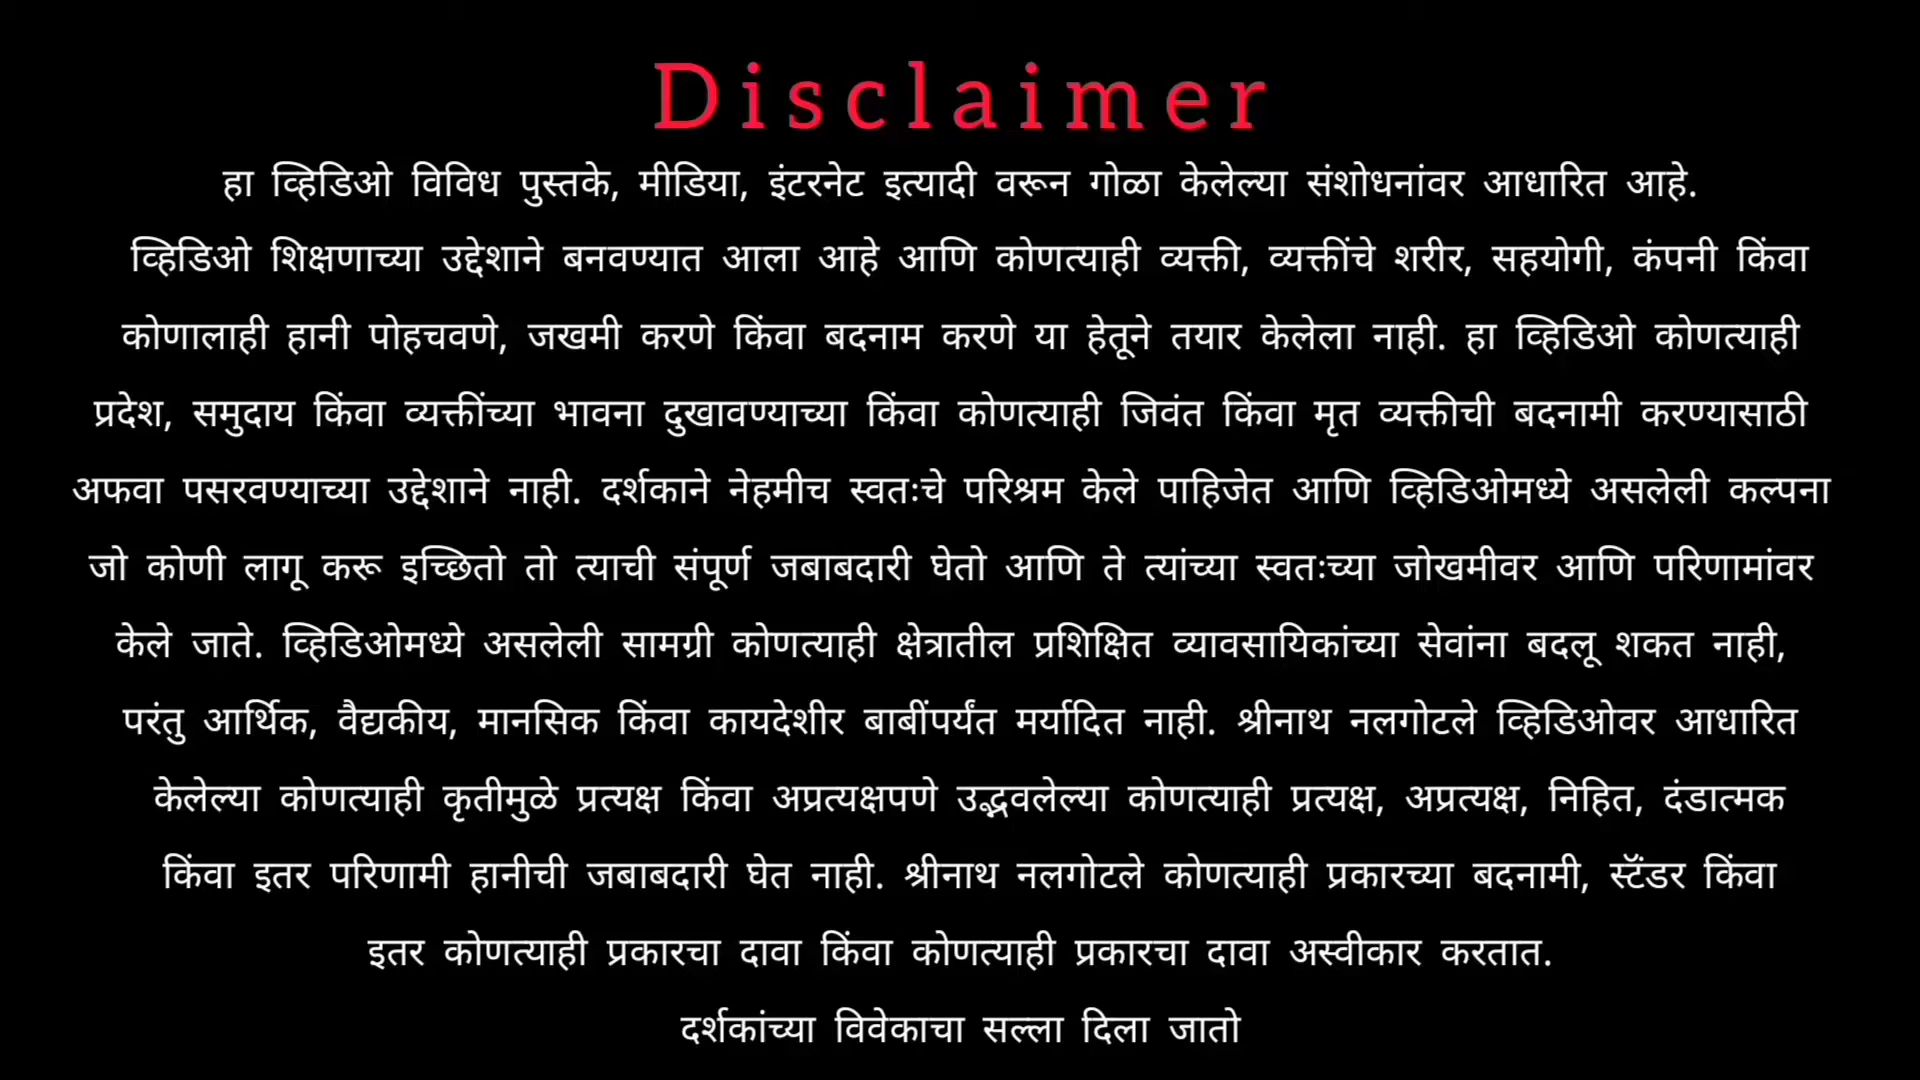 Disclaimer
हा व्हिडिओ विविध पुस्तके, मीडिया, इंटरनेट इत्यादी वरून गोळा केलेल्या संशोधनांवर आधारित आहे.
व्हिडिओ शिक्षणाच्या उद्देशाने बनवण्यात आला आहे आणि कोणत्याही व्यक्ती, व्यक्तींचे शरीर, सहयोगी, कंपनी किंवा
कोणालाही हानी पोहचवणे, जखमी करणे किंवा बदनाम करणे या हेतूने तयार केलेला नाही. हा व्हिडिओ कोणत्याही
प्रदेश, समुदाय किंवा व्यक्तींच्या भावना दुखावण्याच्या किंवा कोणत्याही जिवंत किंवा मृत व्यक्तीची बदनामी करण्यासाठी
अफवा पसरवण्याच्या उद्देशाने नाही. दर्शकाने नेहमीच स्वतःचे परिश्रम केले पाहिजेत आणि व्हिडिओमध्ये असलेली कल्पना
जो कोणी लागू करू इच्छितो तो त्याची संपूर्ण जबाबदारी घेतो आणि ते त्यांच्या स्वतःच्या जोखमीवर आणि परिणामांवर
केले जाते. व्हिडिओमध्ये असलेली सामग्री कोणत्याही क्षेत्रातील प्रशिक्षित व्यावसायिकांच्या सेवांना बदलू शकत नाही,
परंतु आर्थिक, वैद्यकीय, मानसिक किंवा कायदेशीर बाबींपर्यंत मर्यादित नाही. श्रीनाथ नलगोटले व्हिडिओवर आधारित
केलेल्या कोणत्याही कृतीमुळे प्रत्यक्ष किंवा अप्रत्यक्षपणे उद्भवलेल्या कोणत्याही प्रत्यक्ष, अप्रत्यक्ष, निहित, दंडात्मक
किंवा इतर परिणामी हानीची जबाबदारी घेत नाही. श्रीनाथ नलगोटले कोणत्याही प्रकारच्या बदनामी, स्टॅंडर किंवा
इतर कोणत्याही प्रकारचा दावा किंवा कोणत्याही प्रकारचा दावा अस्वीकार करतात.
दर्शकांच्या विवेकाचा सल्ला दिला जातो